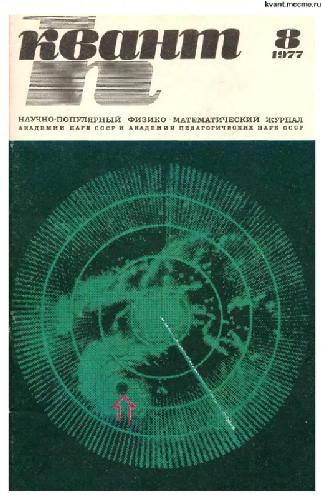 kvant.mccme.ru
квант
8
1977
НАУЧНО-ПОПУЛЯРНЫЙ ФИЗИКО-МАТЕМАТИЧЕСКИЙ ЖУРНАЛ
АКАДЕМИИ НАУК СССР И АКАДЕМИИ ПЕДАГОГИЧЕСКИХ НАУК СССР